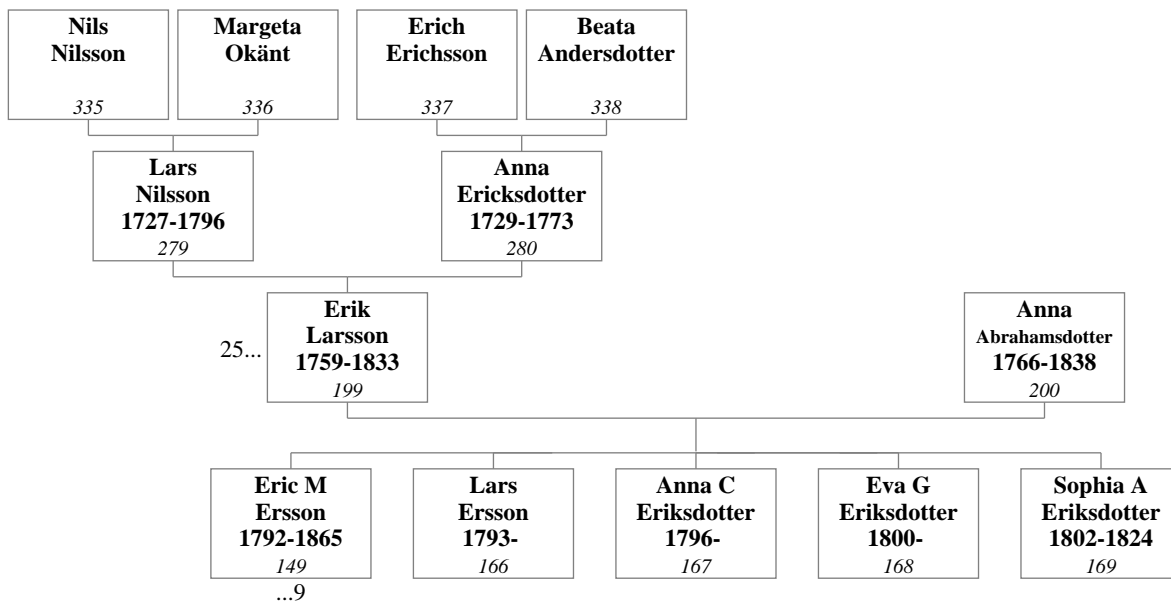 Nils
Nilsson
335
Margeta
Okänt
336
Erich
Erichsson
337
Beata
Andersdotter
338
Lars
Nilsson
1727-1796
279
Anna
Ericksdotter
1729-1773
280
25...
Erik
Larsson
1759-1833
199
Anna
Abrahamsdotter
1766-1838
200
Eric M
Ersson
1792-1865
149
...9
Lars
Ersson
1793-
166
Anna C
Eriksdotter
1796-
167
Eva G
Eriksdotter
1800-
168
Sophia A
Eriksdotter
1802-1824
169